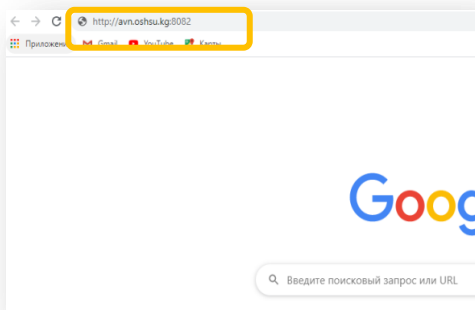 http://avn.oshsu.kg:8082
Приложени Gmail YouTube Карты
Goog
Введите поисковый запрос или URL